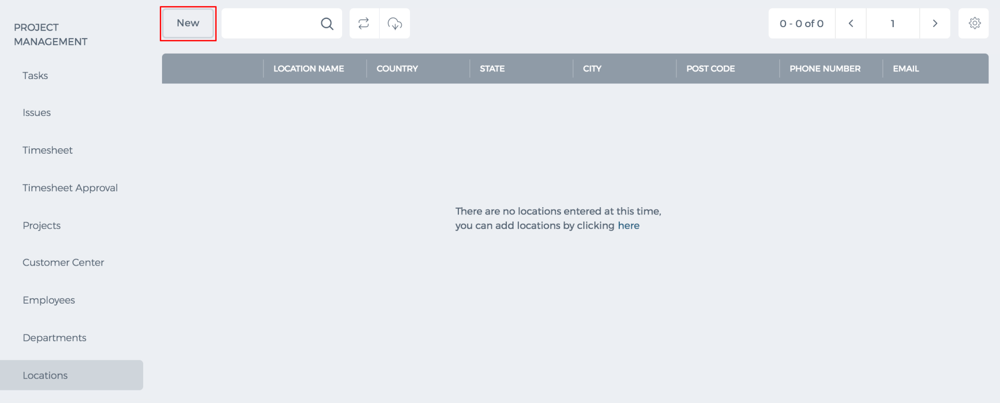 PROJECT
MANAGEMENT
Tasks
Issues
Timesheet
Timesheet Approval
Projects
Customer Center
Employees
Departments
Locations
New
0 - 0 of 0
1
LOCATION NAME
COUNTRY
STATE
CITY
POST CODE
PHONE NUMBER
EMAIL
There are no locations entered at this time,
you can add locations by clicking here